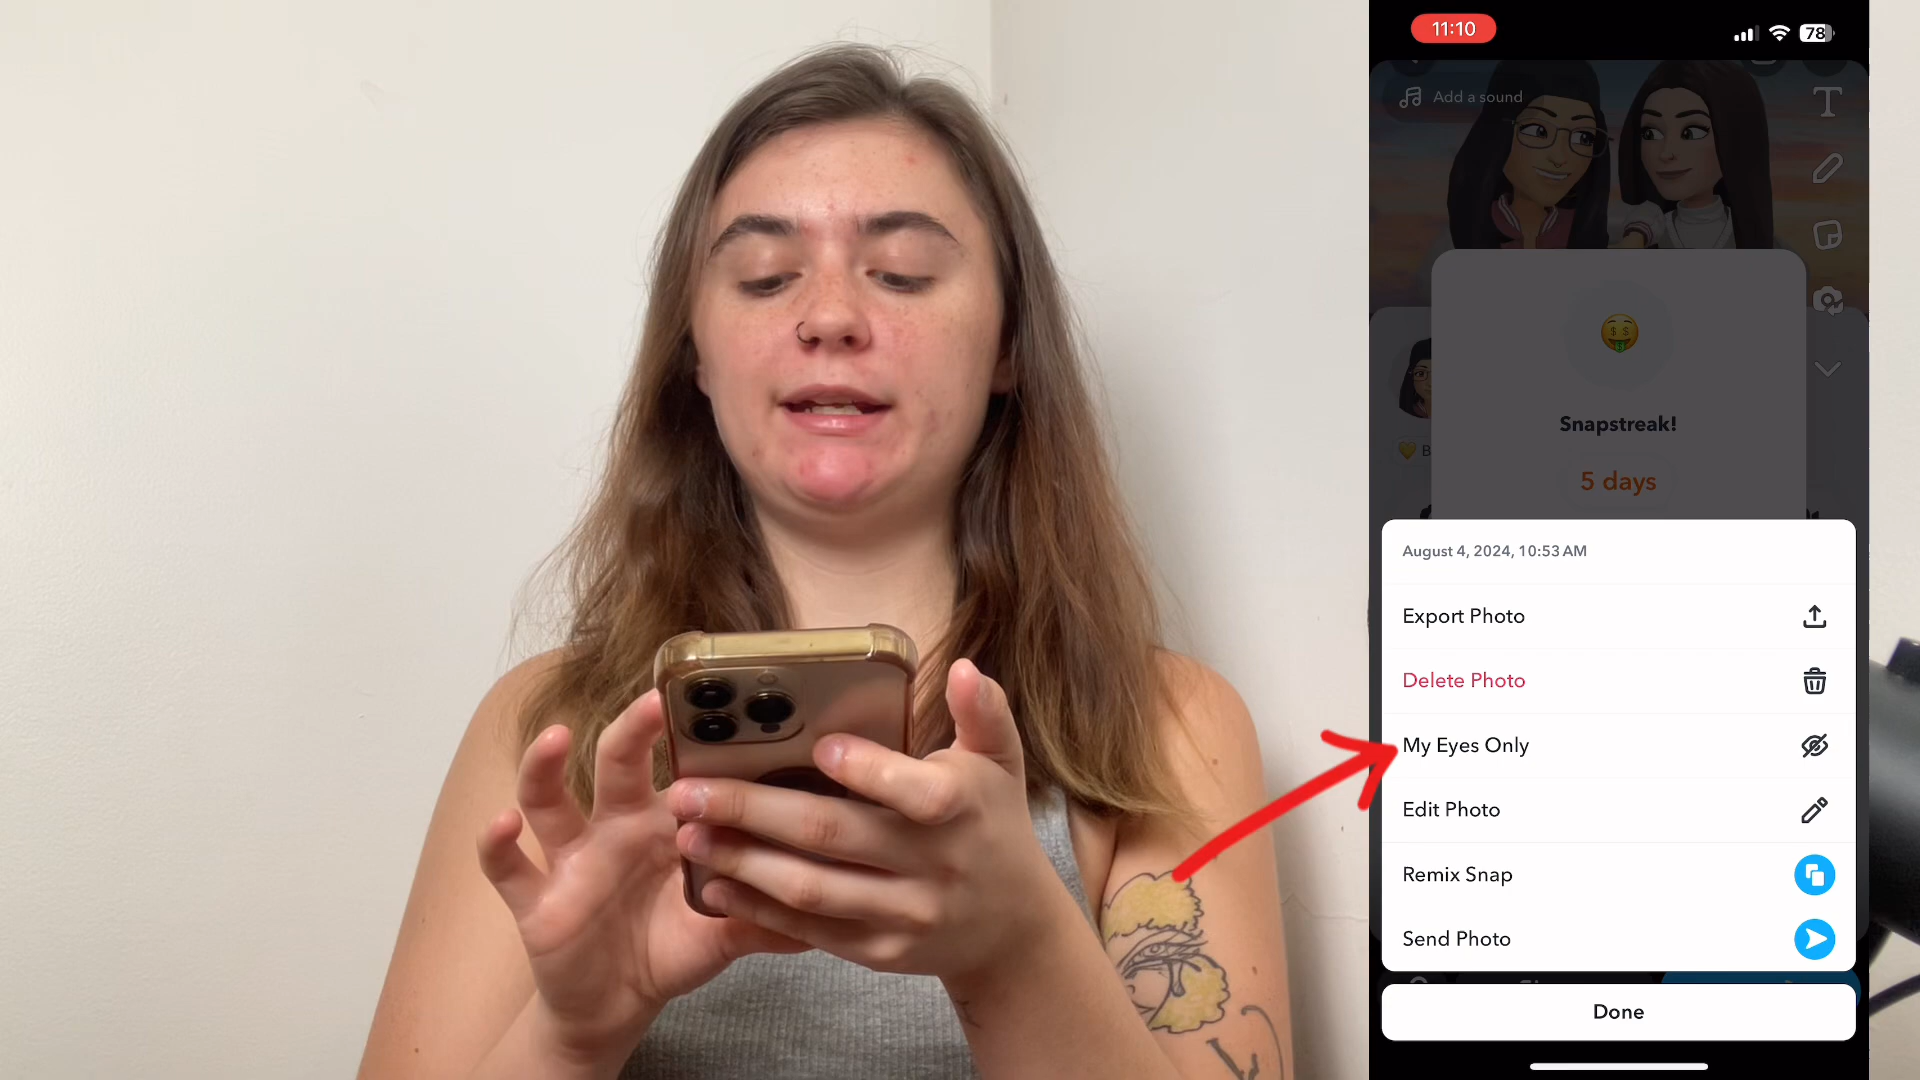 11:10
78
Add a sound
T
B
Snapstreak!
5 days
August 4, 2024, 10:53 AM
Export Photo
Delete Photo
My Eyes Only
Edit Photo
Remix Snap
Send Photo
Done